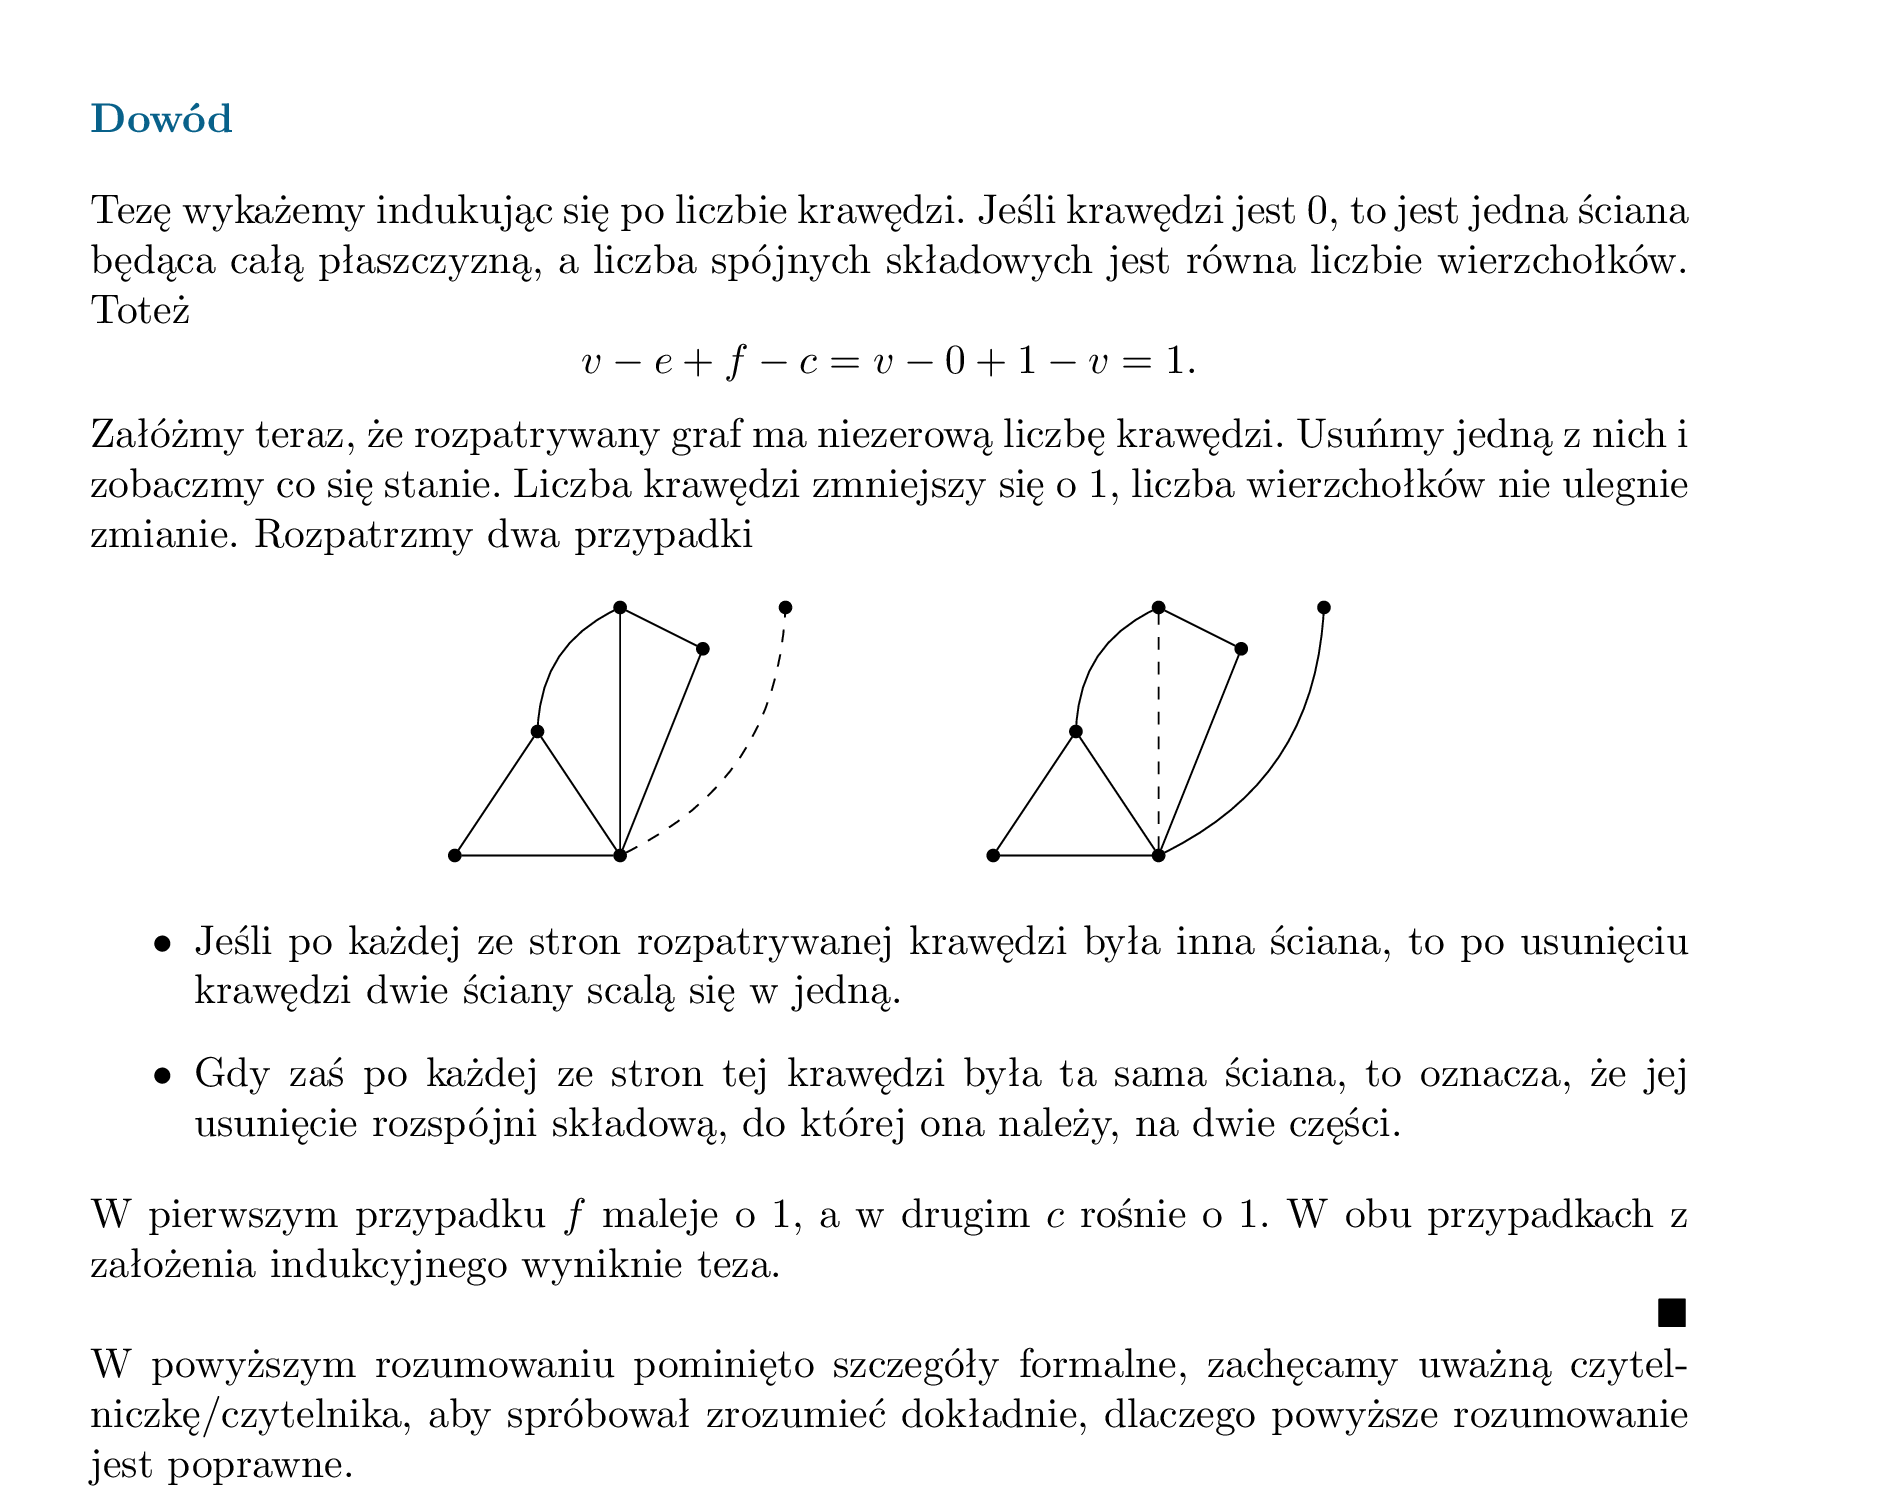 Dowód
Tezę wykażemy indukując się po liczbie krawędzi. Jeśli krawędzi jest 0, to jest jedna ściana
będąca całą płaszczyzną, a liczba spójnych składowych jest równa liczbie wierzchołków.
Toteż
v − e + f − c = v − 0 + 1 − v = 1.
Załóżmy teraz, że rozpatrywany graf ma niezerową liczbę krawędzi. Usuńmy jedną z nich i
zobaczmy co się stanie. Liczba krawędzi zmniejszy się o 1, liczba wierzchołków nie ulegnie
zmianie. Rozpatrzmy dwa przypadki
• Jeśli po każdej ze stron rozpatrywanej krawędzi była inna ściana, to po usunięciu
krawędzi dwie ściany scalą się w jedną.
• Gdy zaś po każdej ze stron tej krawędzi była ta sama ściana, to oznacza, że jej
usunięcie rozspójni składową, do której ona należy, na dwie części.
W pierwszym przypadku f maleje o 1, a w drugim c rośnie o 1. W obu przypadkach z
założenia indukcyjnego wyniknie teza.
■
W powyższym rozumowaniu pominięto szczegóły formalne, zachęcamy uważną czytel-
niczkę/czytelnika, aby spróbował zrozumieć dokładnie, dlaczego powyższe rozumowanie
jest poprawne.